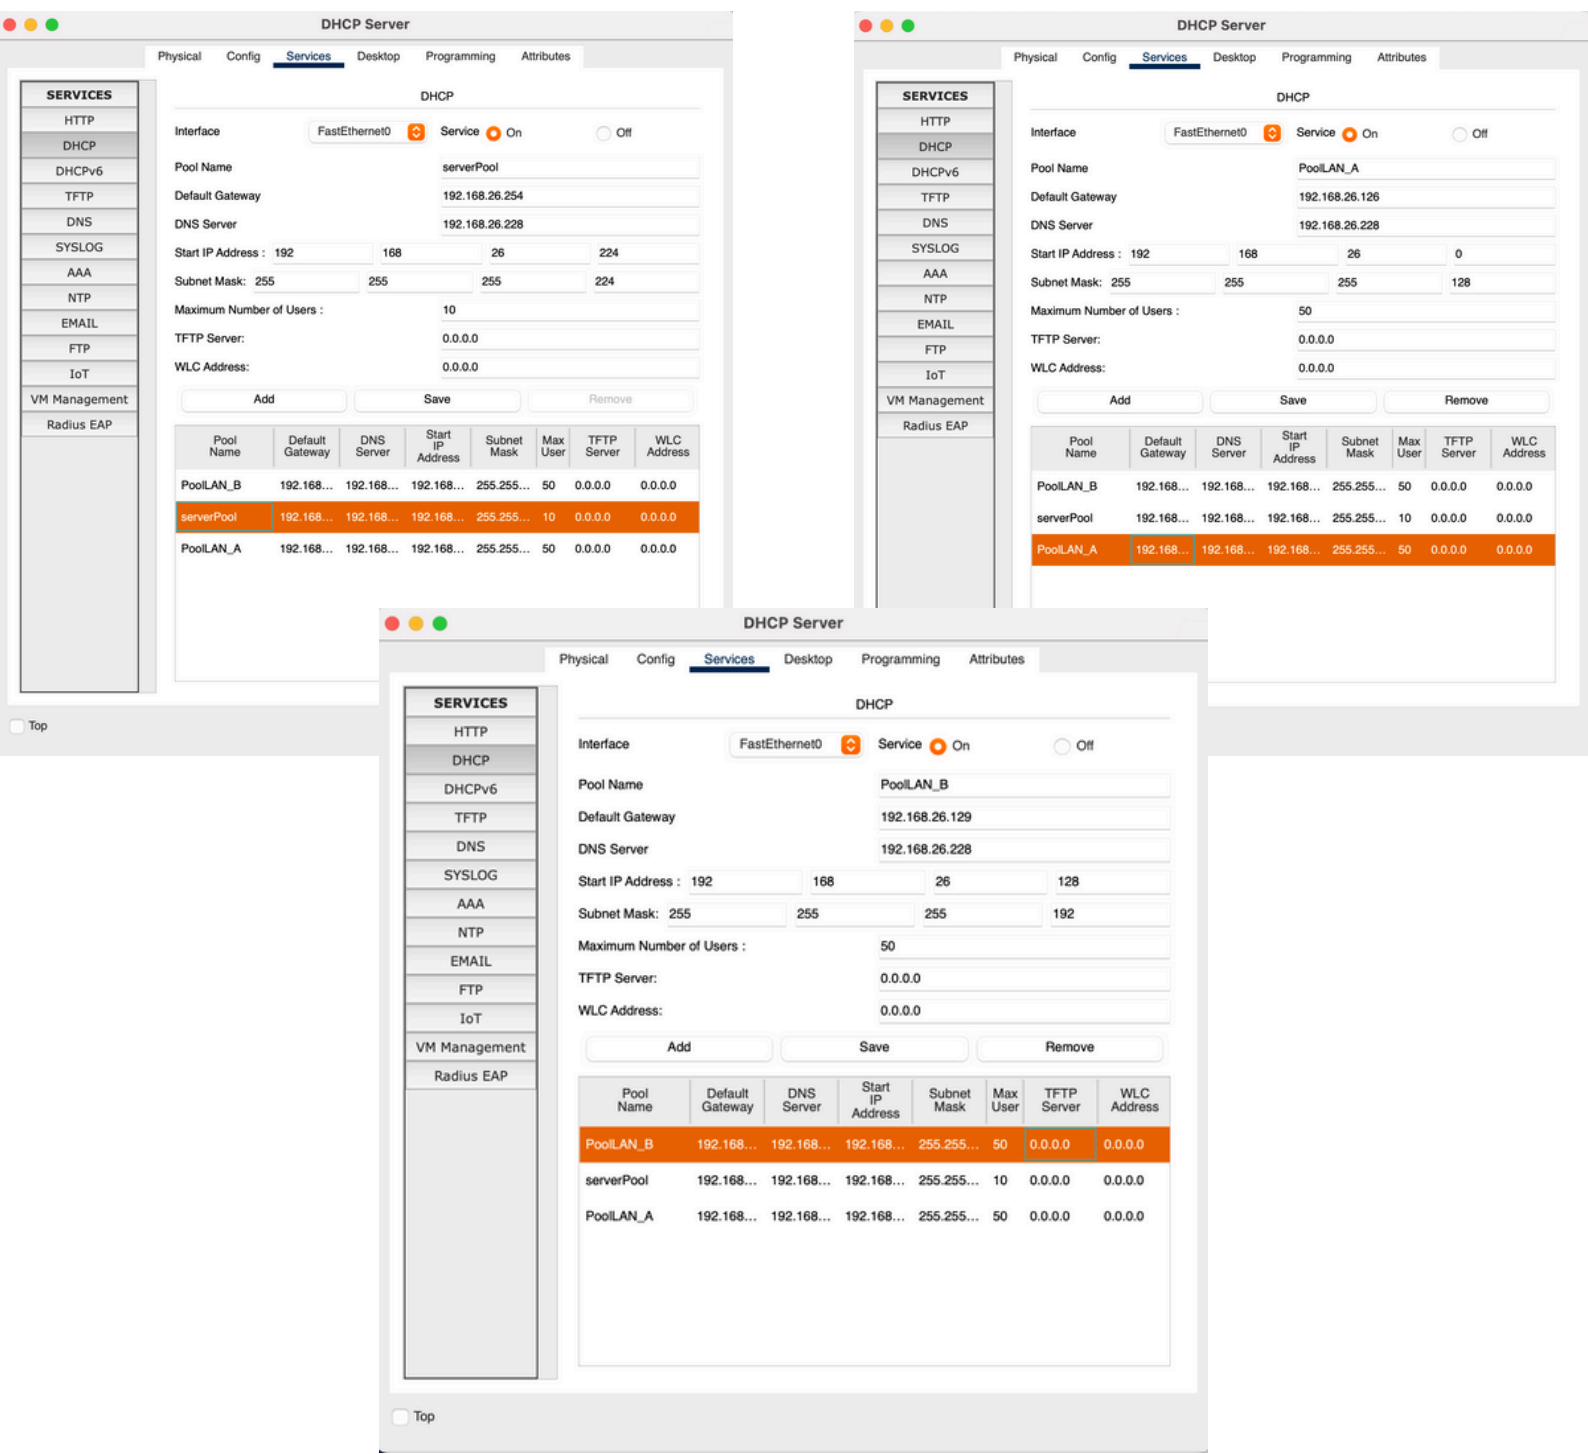 DHCP Server
Physical Config Services Desktop Programming Attributes
SERVICES
HTTP
DHCP
DHCPv6
TFTP
DNS
SYSLOG
AAA
NTP
EMAIL
FTP
IoT
VM Management
Radius EAP
DHCP
Interface FastEthernet0 Service On Off
Pool Name serverPool
Default Gateway 192.168.26.254
DNS Server 192.168.26.228
Start IP Address : 192 168 26 224
Subnet Mask: 255 255 255 224
Maximum Number of Users : 10
TFTP Server: 0.0.0.0
WLC Address: 0.0.0.0
Add Save Remove
Pool Name Default Gateway DNS Server Start IP Address Subnet Mask Max User TFTP Server WLC Address
PoolLAN_B 192.168... 192.168... 192.168... 255.255... 50 0.0.0.0 0.0.0.0
serverPool 192.168... 192.168... 192.168... 255.255... 10 0.0.0.0 0.0.0.0
PoolLAN_A 192.168... 192.168... 192.168... 255.255... 50 0.0.0.0 0.0.0.0
Top
DHCP Server
Physical Config Services Desktop Programming Attributes
SERVICES
HTTP
DHCP
DHCPv6
TFTP
DNS
SYSLOG
AAA
NTP
EMAIL
FTP
IoT
VM Management
Radius EAP
DHCP
Interface FastEthernet0 Service On Off
Pool Name PoolLAN_A
Default Gateway 192.168.26.126
DNS Server 192.168.26.228
Start IP Address : 192 168 26 0
Subnet Mask: 255 255 255 128
Maximum Number of Users : 50
TFTP Server: 0.0.0.0
WLC Address: 0.0.0.0
Add Save Remove
Pool Name Default Gateway DNS Server Start IP Address Subnet Mask Max User TFTP Server WLC Address
PoolLAN_B 192.168... 192.168... 192.168... 255.255... 50 0.0.0.0 0.0.0.0
serverPool 192.168... 192.168... 192.168... 255.255... 10 0.0.0.0 0.0.0.0
PoolLAN_A 192.168... 192.168... 192.168... 255.255... 50 0.0.0.0 0.0.0.0
DHCP Server
Physical Config Services Desktop Programming Attributes
SERVICES
HTTP
DHCP
DHCPv6
TFTP
DNS
SYSLOG
AAA
NTP
EMAIL
FTP
IoT
VM Management
Radius EAP
DHCP
Interface FastEthernet0 Service On Off
Pool Name PoolLAN_B
Default Gateway 192.168.26.129
DNS Server 192.168.26.228
Start IP Address : 192 168 26 128
Subnet Mask: 255 255 255 192
Maximum Number of Users : 50
TFTP Server: 0.0.0.0
WLC Address: 0.0.0.0
Add Save Remove
Pool Name Default Gateway DNS Server Start IP Address Subnet Mask Max User TFTP Server WLC Address
PoolLAN_B 192.168... 192.168... 192.168... 255.255... 50 0.0.0.0 0.0.0.0
serverPool 192.168... 192.168... 192.168... 255.255... 10 0.0.0.0 0.0.0.0
PoolLAN_A 192.168... 192.168... 192.168... 255.255... 50 0.0.0.0 0.0.0.0
Top